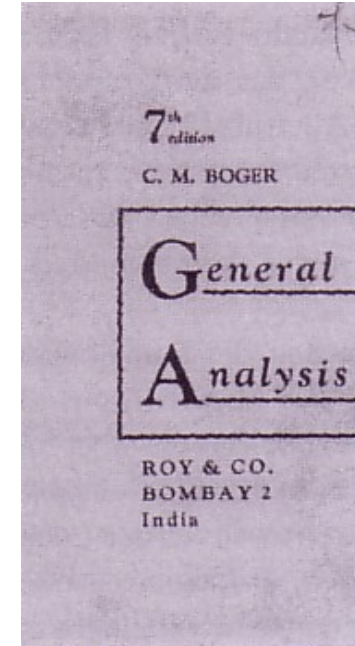 7th
edition
C. M. BOGER
General
Analysis
ROY & CO.
BOMBAY 2
India